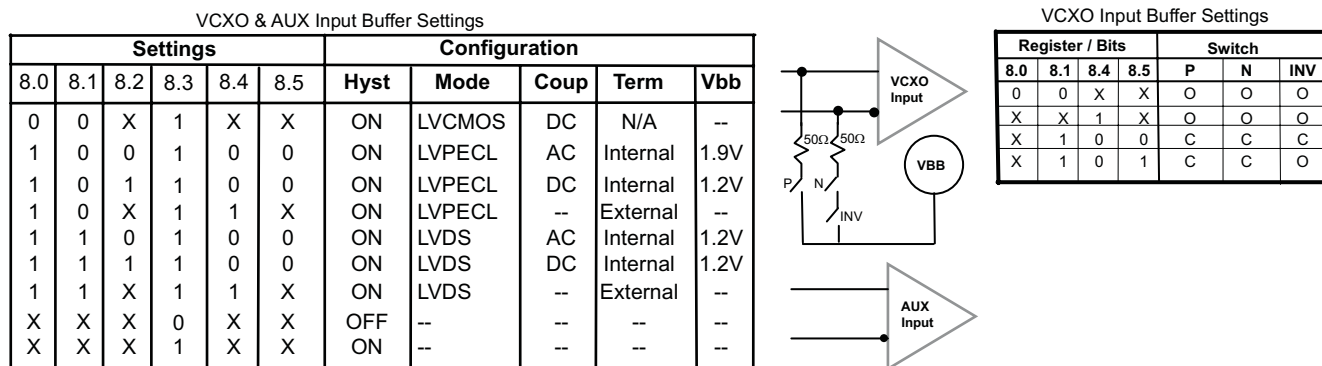 VCXO & AUX Input Buffer Settings
Settings Configuration
8.0 8.1 8.2 8.3 8.4 8.5 Hyst Mode Coup Term Vbb
0 0 X 1 X X ON LVCMOS DC N/A --
1 0 0 1 0 0 ON LVPECL AC Internal 1.9V
1 0 1 1 0 0 ON LVPECL DC Internal 1.2V
1 0 X 1 1 X ON LVPECL -- External --
1 1 0 1 0 0 ON LVDS AC Internal 1.2V
1 1 1 1 0 0 ON LVDS DC Internal 1.2V
1 1 X 1 1 X ON LVDS -- External --
X X X 0 X X OFF -- -- -- --
X X X 1 X X ON -- -- -- --
VCXO
Input
50Ω 50Ω
VBB
P N
INV
AUX
Input
VCXO Input Buffer Settings
Register / Bits Switch
8.0 8.1 8.4 8.5 P N INV
0 0 X X O O O
X X 1 X O O O
X 1 0 0 C C C
X 1 0 1 C C O